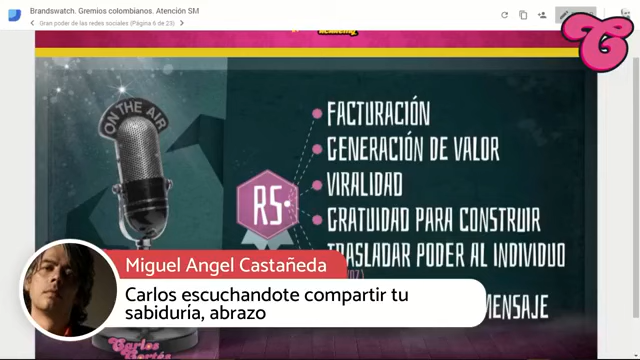 Brandswatch. Gremios colombianos. Atención SM
Gran poder de las redes sociales (Página 6 de 23)
ON THE AIR
FACTURACIÓN
GENERACIÓN DE VALOR
VIRALIDAD
RS
GRATUIDAD PARA CONSTRUIR
TRASLADAR PODER AL INDIVIDUO
MENSAJE
Miguel Angel Castañeda
Carlos escuchandote compartir tu
sabiduría, abrazo
Carlos
Cortés